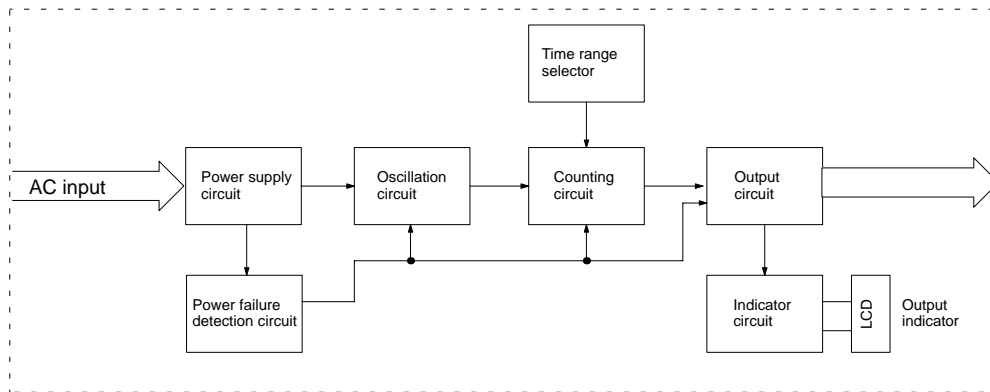 Time range
selector
AC input
Power supply
circuit
Oscillation
circuit
Counting
circuit
Output
circuit
Power failure
detection circuit
Indicator
circuit
LCD
Output
indicator